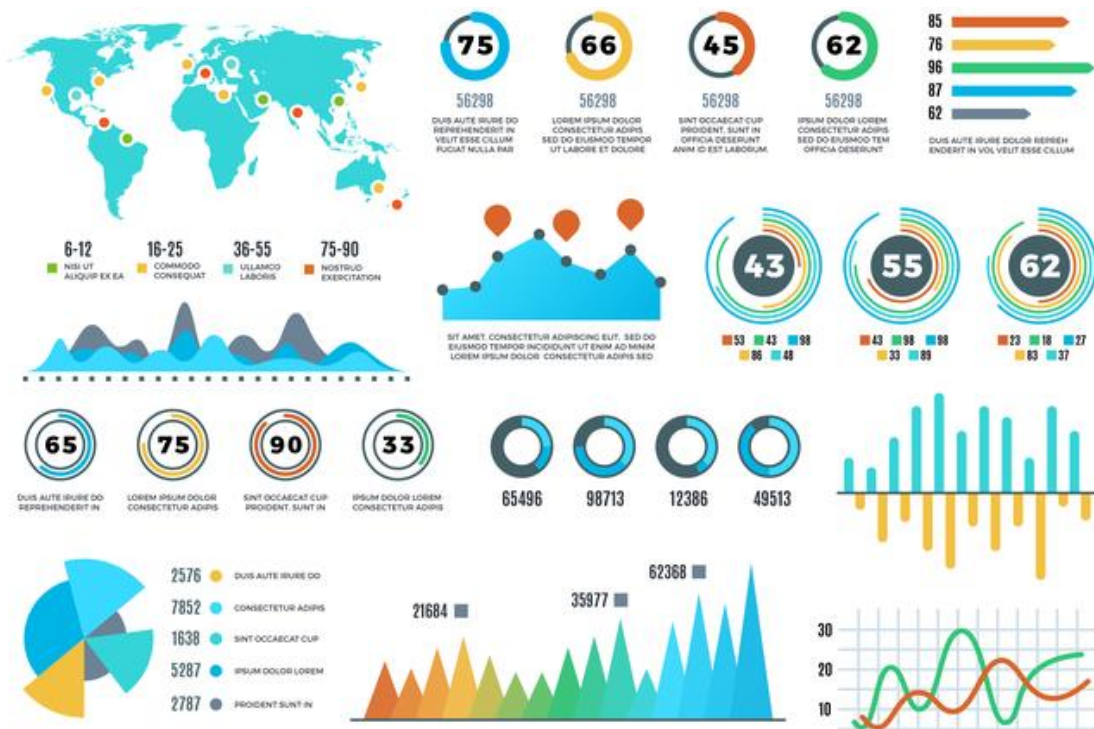 75
66
45
62
56298
56298
56298
56298
DUIS AUTE IRURE DO
REPREHENDERIT IN
VELIT ESSE CILLUM
FUGIAT NULLA PAR
LOREM IPSUM DOLOR
CONSECTETUR ADIPIS
SED DO EIUSMOD TEMPOR
UT LABORE ET DOLORE
SINT OCCAECAT CUP
PROIDENT. SUNT IN
OFFICIA DESERUNT
ANIM ID EST LABORUM.
IPSUM DOLOR LOREM
CONSECTETUR ADIPIS
SED DO EIUSMOD TEM
OFFICIA DESERUNT
85
76
96
87
62
DUIS AUTE IRURE DOLOR REPREH
ENDERIT IN VOL VELIT ESSE CILLUM
6-12
NISI UT
ALIQUIP EX EA
16-25
COMMODO
CONSEQUAT
36-55
ULLAMCO
LABORIS
75-90
NOSTRUD
EXERCITATION
SIT AMET. CONSECTETUR ADIPISCING ELIT. SED DO
EIUSMOD TEMPOR INCIDIDUNT UT ENIM AD MINIM
LOREM IPSUM DOLOR CONSECTETUR ADIPIS SED
43
53 43 98
86 48
55
43 98 98
33 89
62
23 18 27
83 37
65
DUIS AUTE IRURE DO
REPREHENDERIT IN
75
LOREM IPSUM DOLOR
CONSECTETUR ADIPIS
90
SINT OCCAECAT CUP
PROIDENT. SUNT IN
33
IPSUM DOLOR LOREM
CONSECTETUR ADIPIS
65496
98713
12386
49513
2576 DUIS AUTE IRURE DO
7852 CONSECTETUR ADIPIS
1638 SINT OCCAECAT CUP
5287 IPSUM DOLOR LOREM
2787 PROIDENT SUNT IN
21684
35977
62368
30
20
10